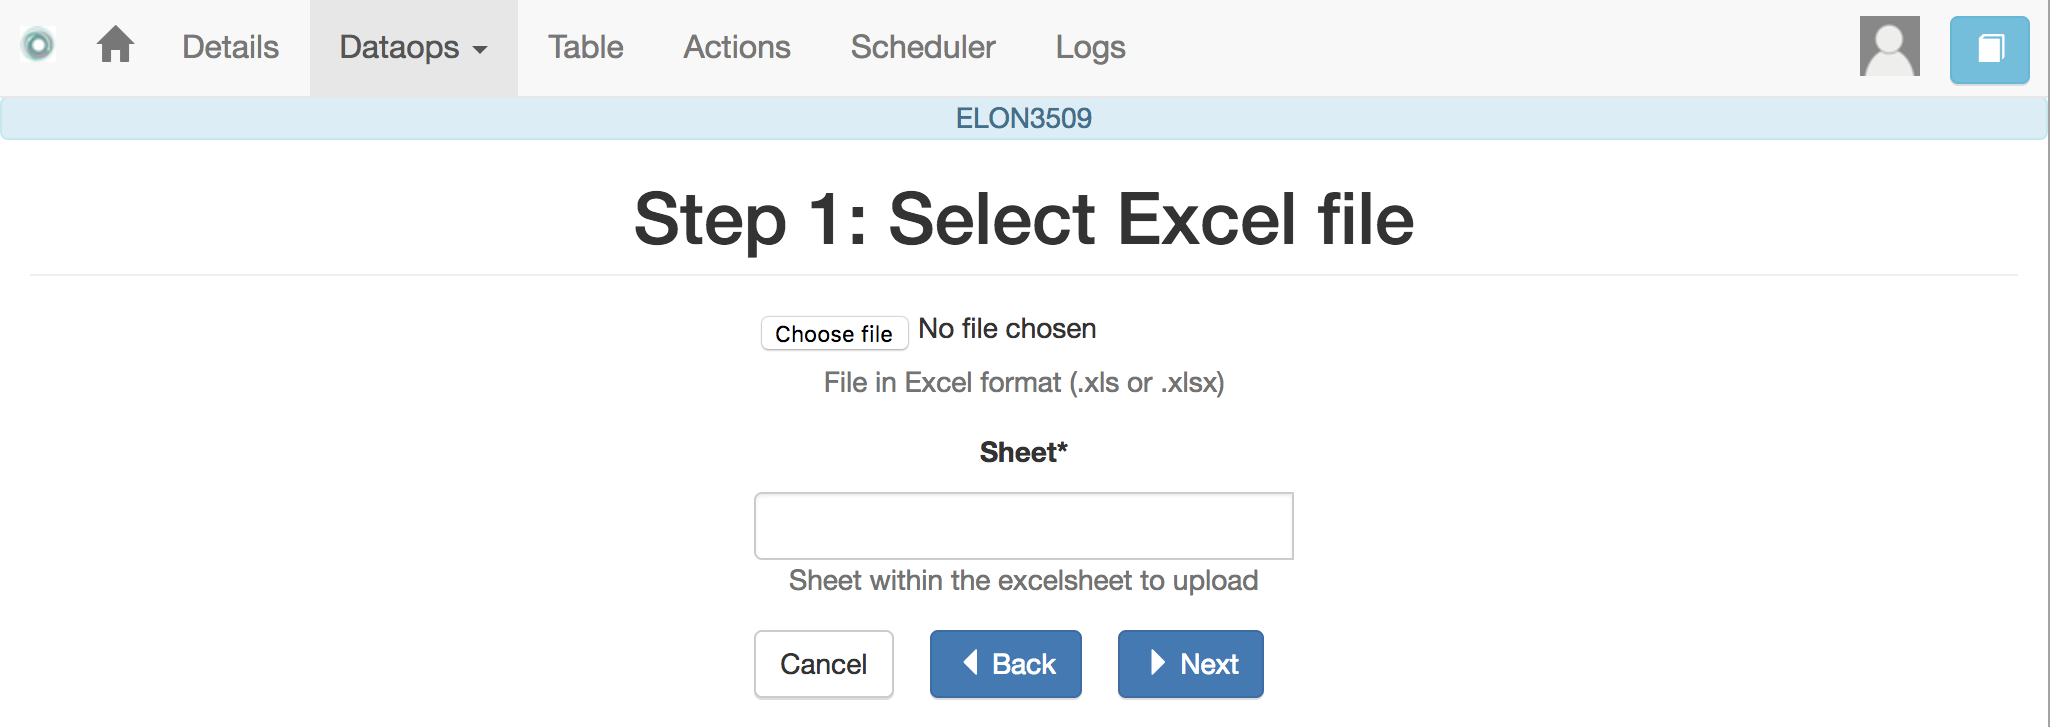 Details Dataops Table Actions Scheduler Logs
ELON3509
Step 1: Select Excel file
Choose file No file chosen
File in Excel format (.xls or .xlsx)
Sheet*
Sheet within the excelsheet to upload
Cancel Back Next